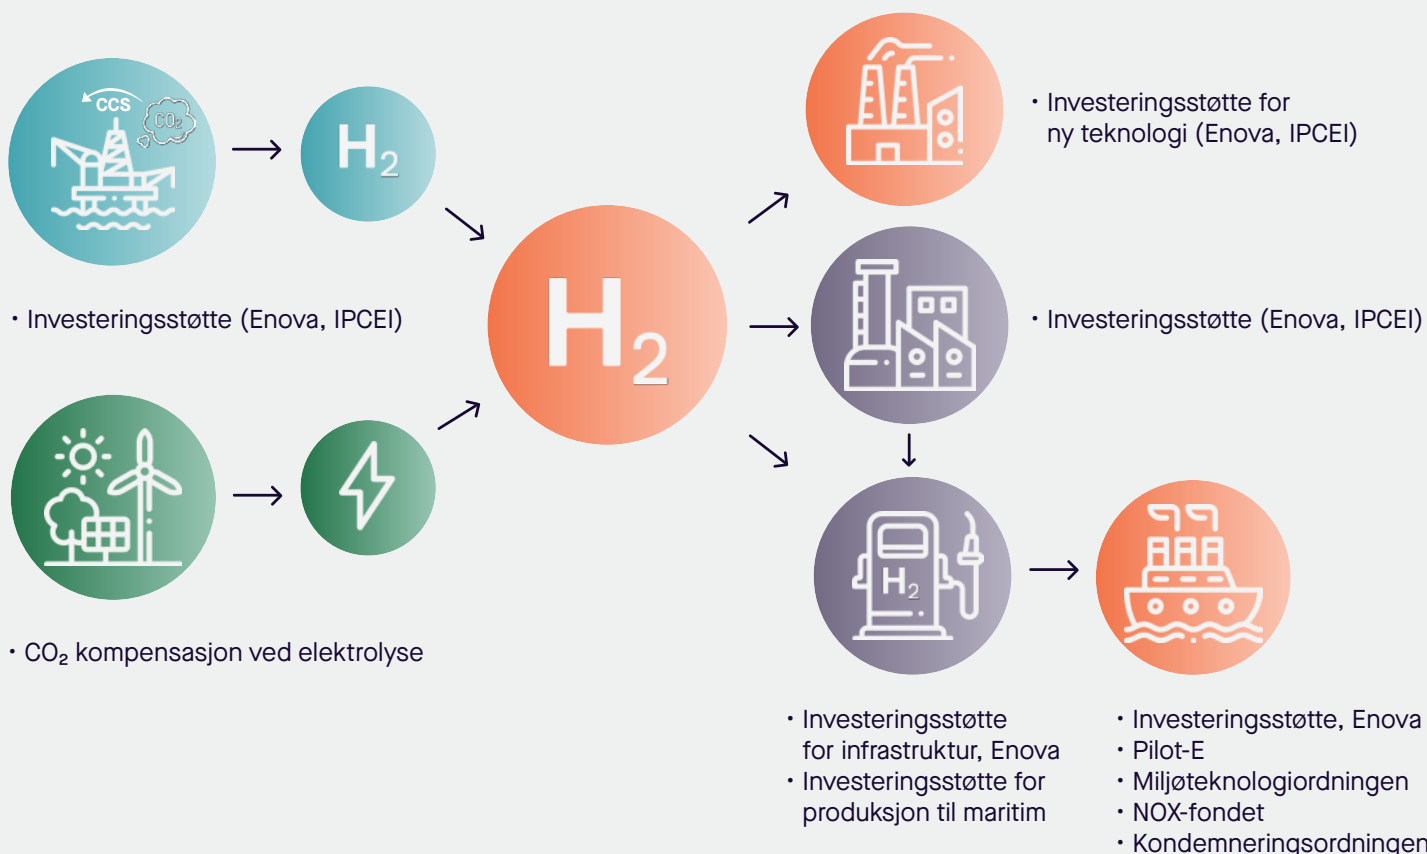 CCS
CO₂
H₂
• Investeringsstøtte (Enova, IPCEI)
• CO₂ kompensasjon ved elektrolyse
H₂
• Investeringsstøtte for
ny teknologi (Enova, IPCEI)
• Investeringsstøtte (Enova, IPCEI)
H₂
• Investeringsstøtte
for infrastruktur, Enova
• Investeringsstøtte for
produksjon til maritim
• Investeringsstøtte, Enova
• Pilot-E
• Miljøteknologiordningen
• NOX-fondet
• Kondemneringsordningen